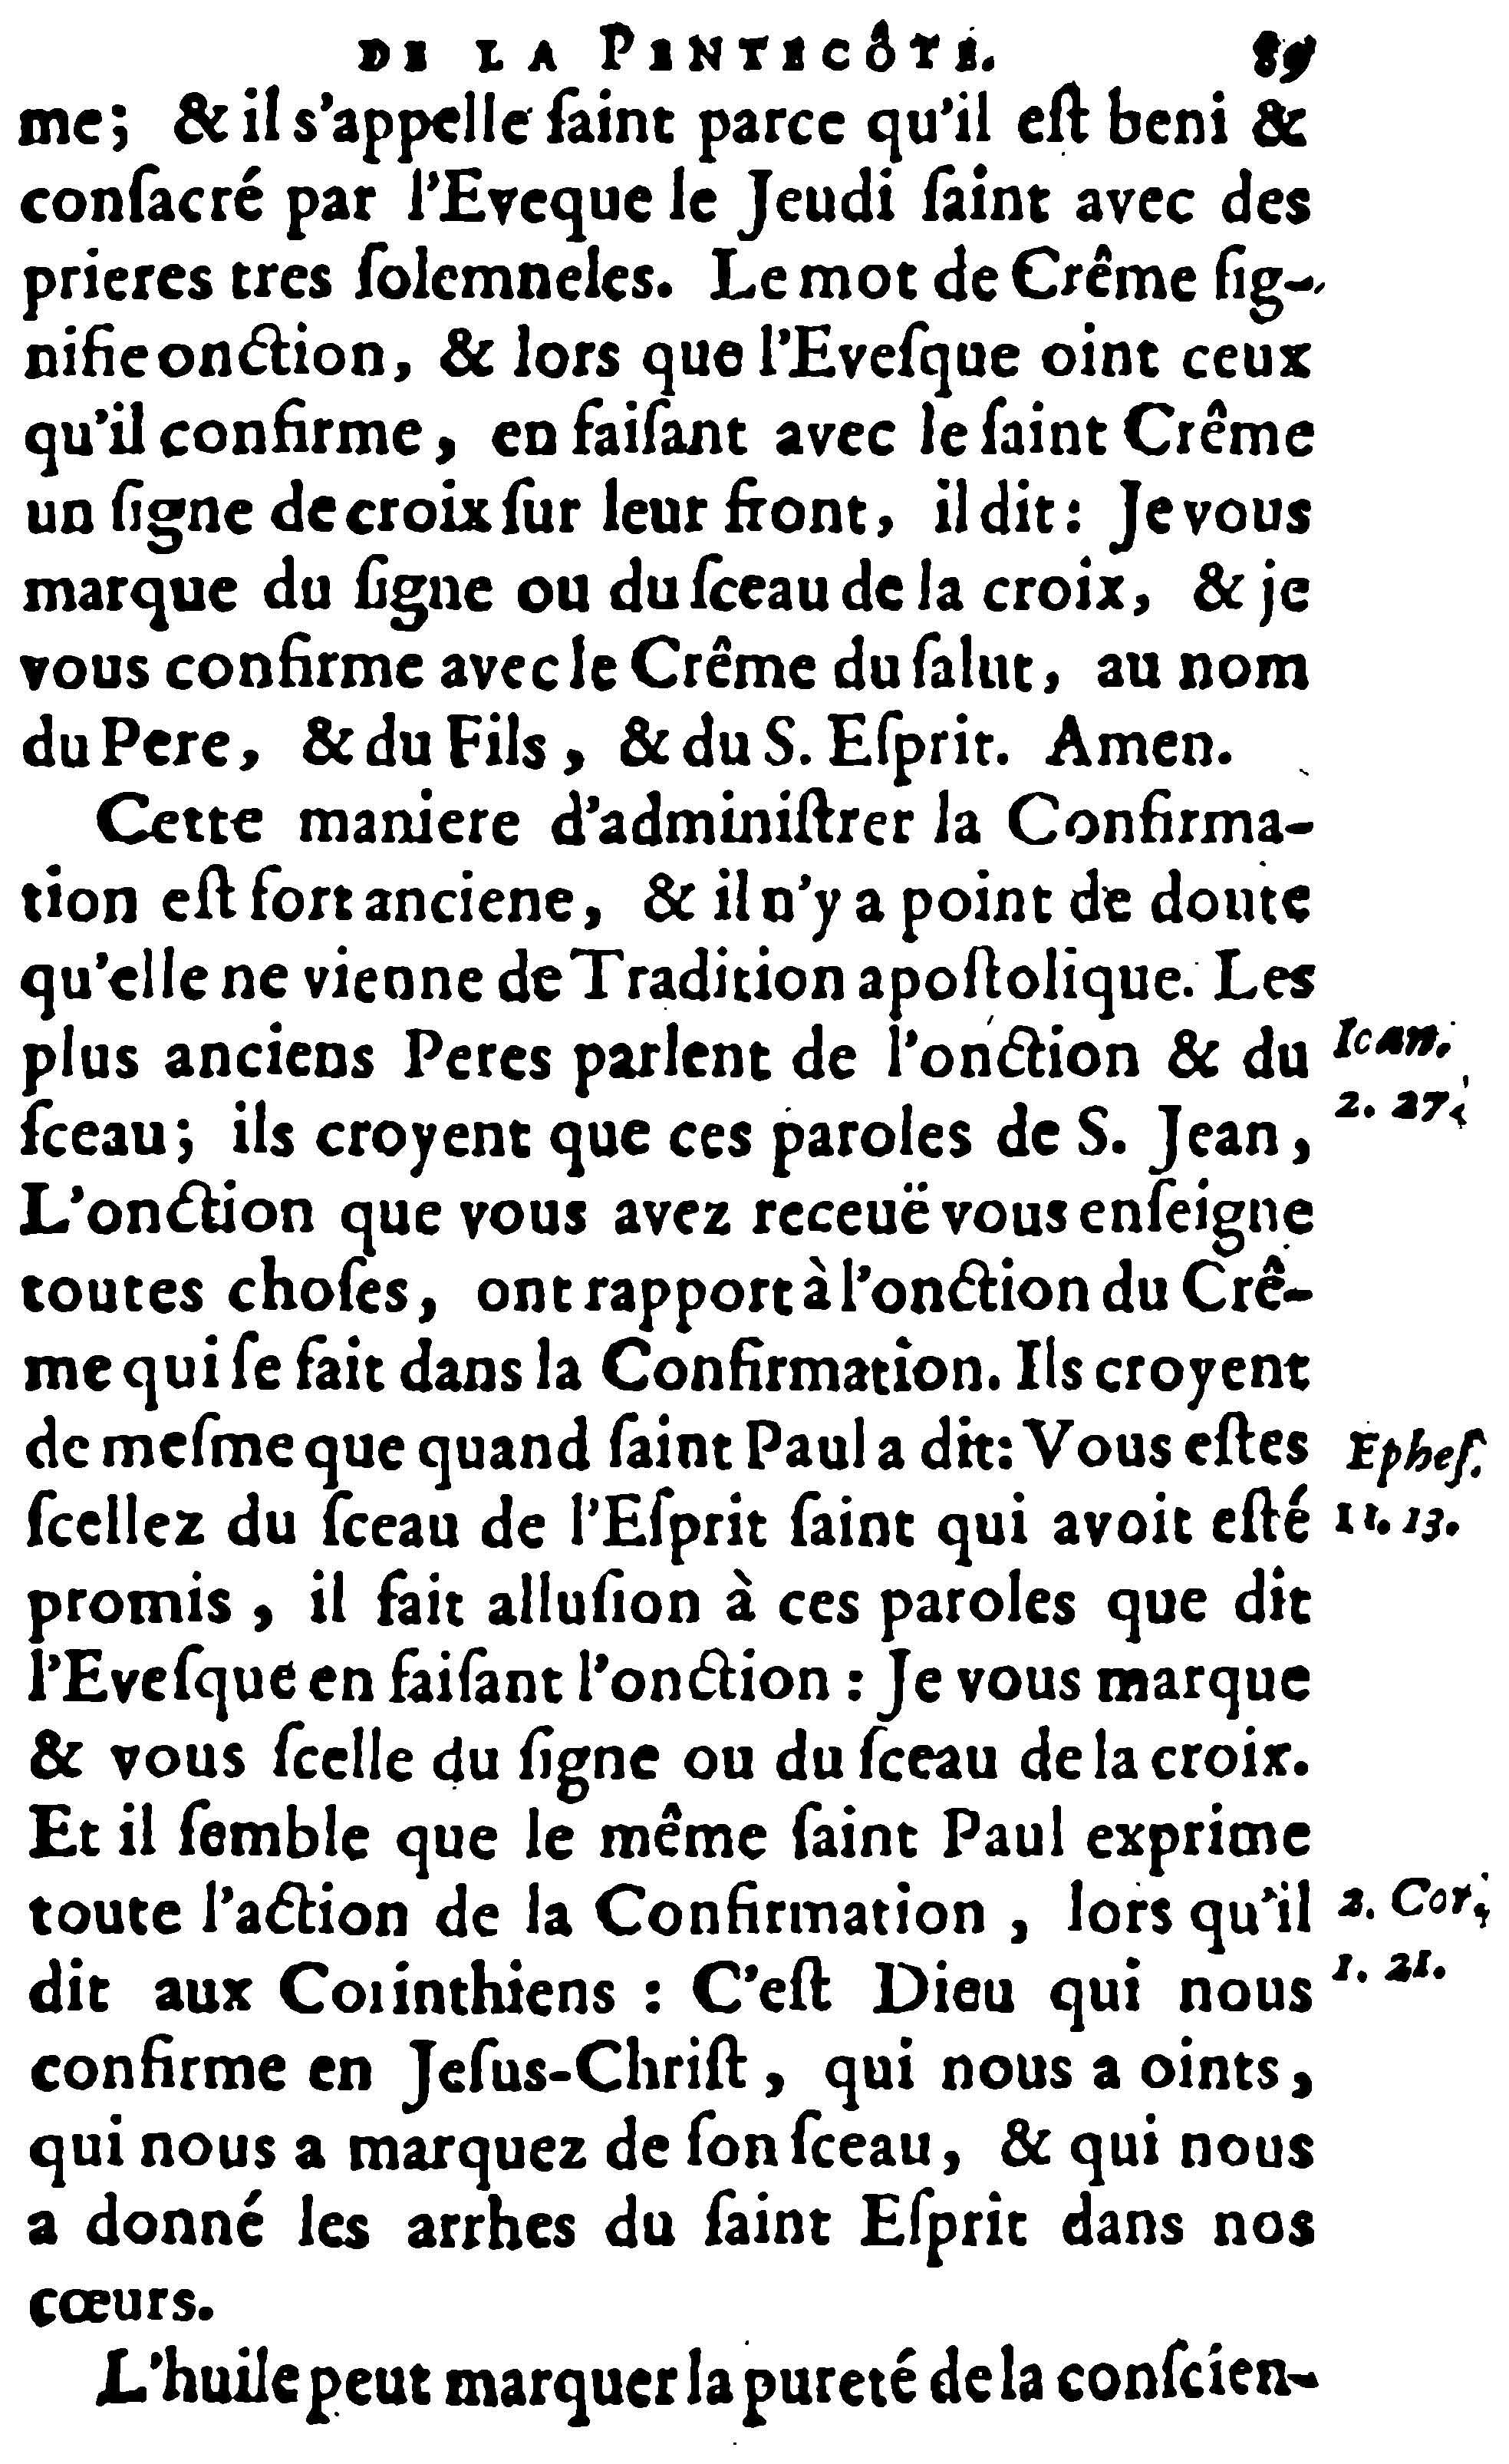 DE LA PENTECÔTE. 89
me; & il s'appelle ſaint parce qu'il eſt beni &
conſacré par l'Eveque le Jeudi ſaint avec des
prieres tres ſolemneles. Le mot de Crême ſig-
nifie onction, & lors que l'Eveſque oint ceux
qu'il confirme, en faiſant avec le ſaint Crême
un ſigne de croix ſur leur front, il dit: Je vous
marque du ſigne ou du ſceau de la croix, & je
vous confirme avec le Crême du ſalut, au nom
du Pere, & du Fils, & du S. Eſprit. Amen.
Cette maniere d'adminiſtrer la Confirma-
tion eſt fort anciene, & il n'y a point de doute
qu'elle ne vienne de Tradition apoſtolique. Les
plus anciens Peres parlent de l'onction & du
Ioan.
2. 27.
ſceau; ils croyent que ces paroles de S. Jean,
L'onction que vous avez receuë vous enſeigne
toutes choſes, ont rapport à l'onction du Crê-
me qui ſe fait dans la Confirmation. Ils croyent
de meſme que quand ſaint Paul a dit: Vous eſtes
Epheſ.
11. 13.
ſcellez du ſceau de l'Eſprit ſaint qui avoit eſté
promis, il fait alluſion à ces paroles que dit
l'Eveſque en faiſant l'onction : Je vous marque
& vous ſcelle du ſigne ou du ſceau de la croix.
Et il ſemble que le même ſaint Paul exprime
toute l'action de la Confirmation, lors qu'il
2. Cor.
1. 21.
dit aux Corinthiens : C'eſt Dieu qui nous
confirme en Jeſus-Chriſt, qui nous a oints,
qui nous a marquez de ſon ſceau, & qui nous
a donné les arrhes du ſaint Eſprit dans nos
cœurs.
L'huile peut marquer la pureté de la conſcien-